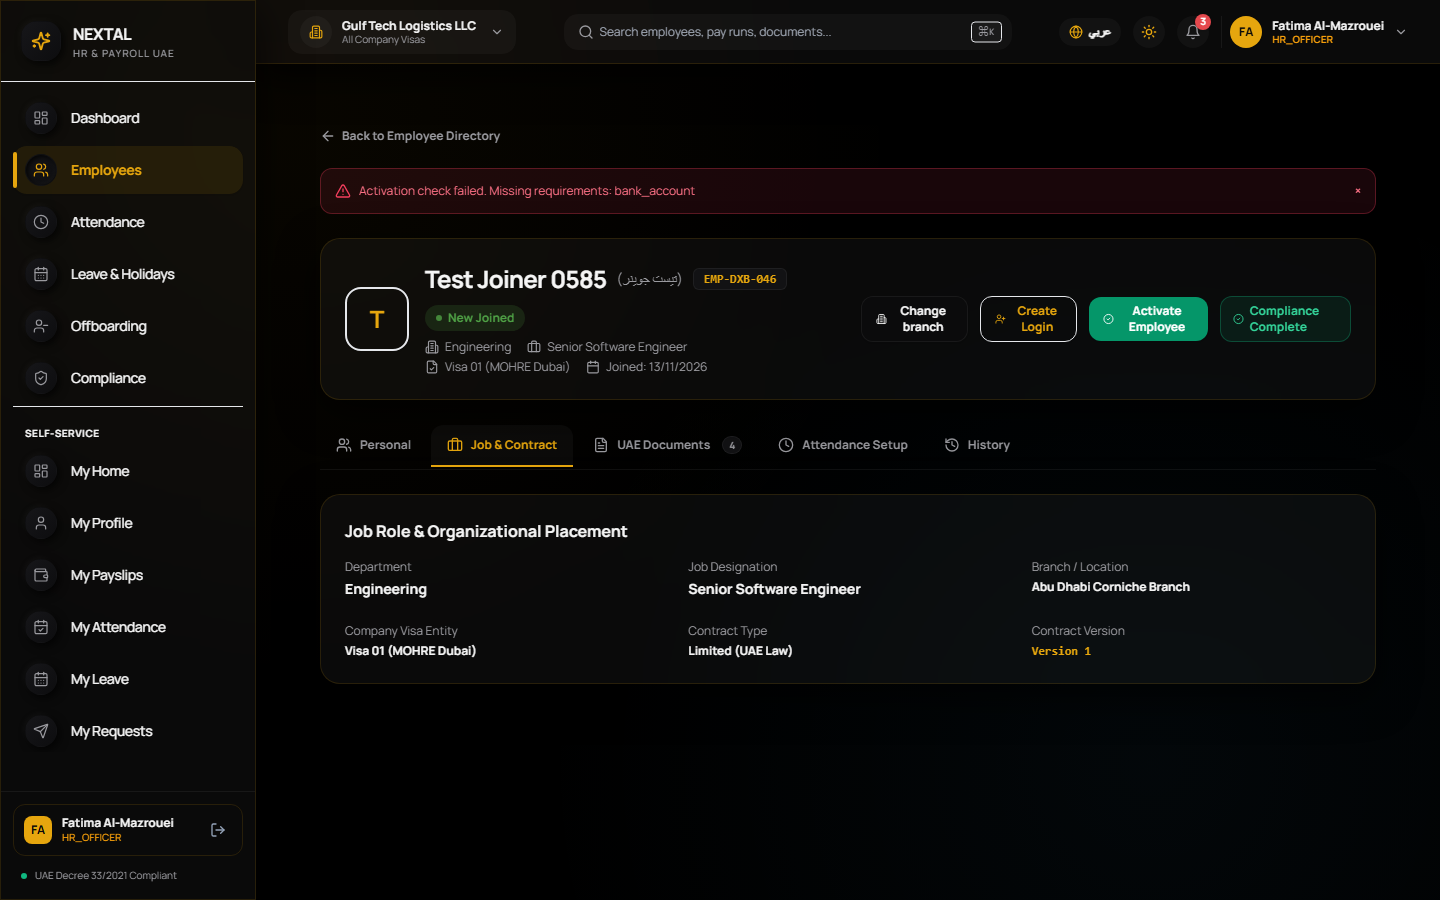 NEXTAL
HR & PAYROLL UAE
Gulf Tech Logistics LLC
All Company Visas
Search employees, pay runs, documents...
⌘K
عربي
3
FA
Fatima Al-Mazrouei
HR_OFFICER
Dashboard
Employees
Attendance
Leave & Holidays
Offboarding
Compliance
SELF-SERVICE
My Home
My Profile
My Payslips
My Attendance
My Leave
My Requests
FA
Fatima Al-Mazrouei
HR_OFFICER
UAE Decree 33/2021 Compliant
Back to Employee Directory
Activation check failed. Missing requirements: bank_account
×
T
Test Joiner 0585 (تيست جوينر) EMP-DXB-046
New Joined
Engineering Senior Software Engineer
Visa 01 (MOHRE Dubai) Joined: 13/11/2026
Change branch
Create Login
Activate Employee
Compliance Complete
Personal
Job & Contract
UAE Documents 4
Attendance Setup
History
Job Role & Organizational Placement
Department
Engineering
Job Designation
Senior Software Engineer
Branch / Location
Abu Dhabi Corniche Branch
Company Visa Entity
Visa 01 (MOHRE Dubai)
Contract Type
Limited (UAE Law)
Contract Version
Version 1